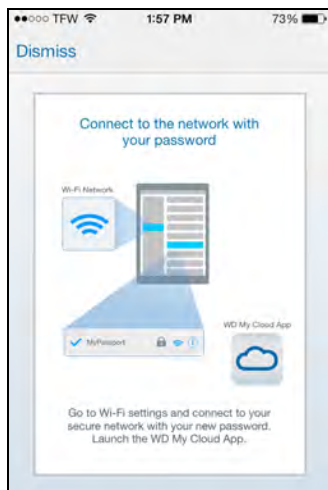 TFW 1:57 PM 73%
Dismiss
Connect to the network with
your password
Wi-Fi Network
MyPassport
WD My Cloud App
Go to Wi-Fi settings and connect to your
secure network with your new password.
Launch the WD My Cloud App.